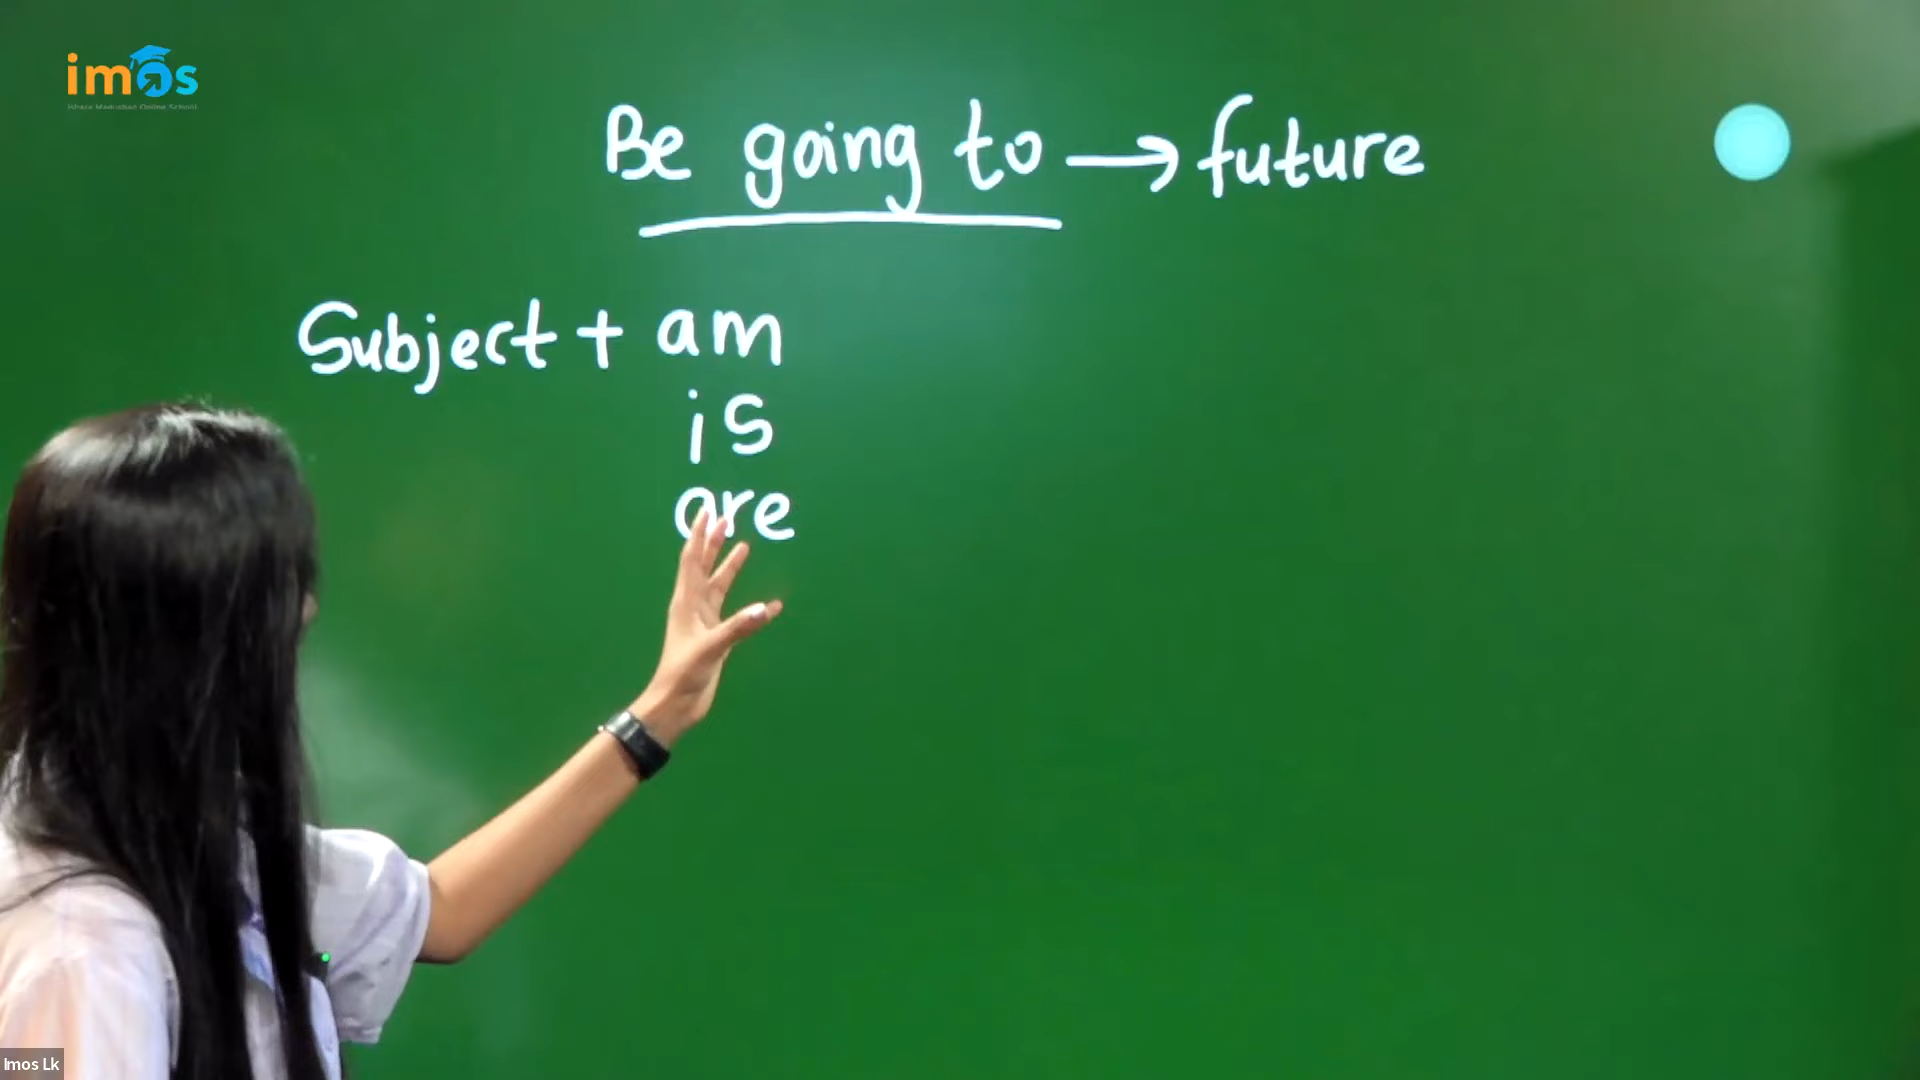 imos
Be going to → future
Subject + am
is
are
Imos Lk